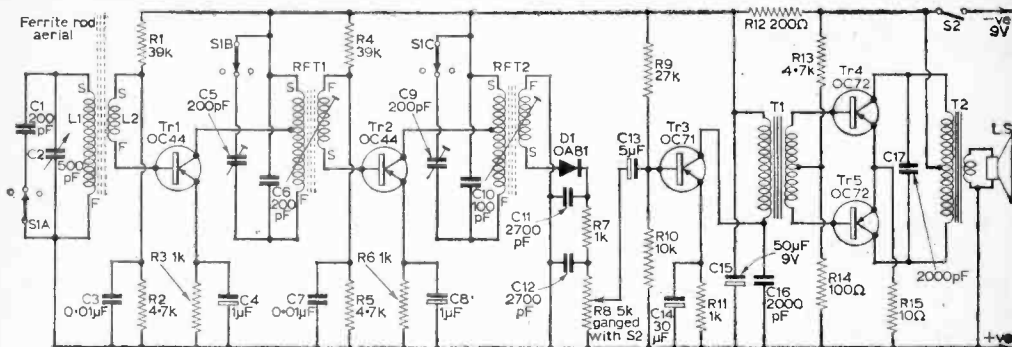 Ferrite rod
aerial
C1
200
pF
C2
500
pF
S1A
L1
L2
S
S
F
F
R1
39k
Tr1
OC44
C3
0·01µF
R2
4·7k
R3 1k
C4
1µF
S1B
C5
200pF
C6
200
pF
RFT1
S
F
F
S
R4
39k
Tr2
OC44
C7
0·01µF
R5
4·7k
R6 1k
C8
1µF
S1C
C9
200pF
C10
100
pF
RFT2
S
F
F
S
D1
OA81
C11
2700
pF
C12
2700
pF
R7
1k
R8 5k
ganged
with S2
C13
5µF
R9
27k
R10
10k
Tr3
OC71
C14
30
µF
R11
1k
C15
50µF
9V
C16
2000
pF
T1
R12 200Ω
R13
4·7k
R14
100Ω
Tr4
OC72
Tr5
OC72
R15
10Ω
C17
2000pF
T2
S2
-ve
9V
LS
+ve